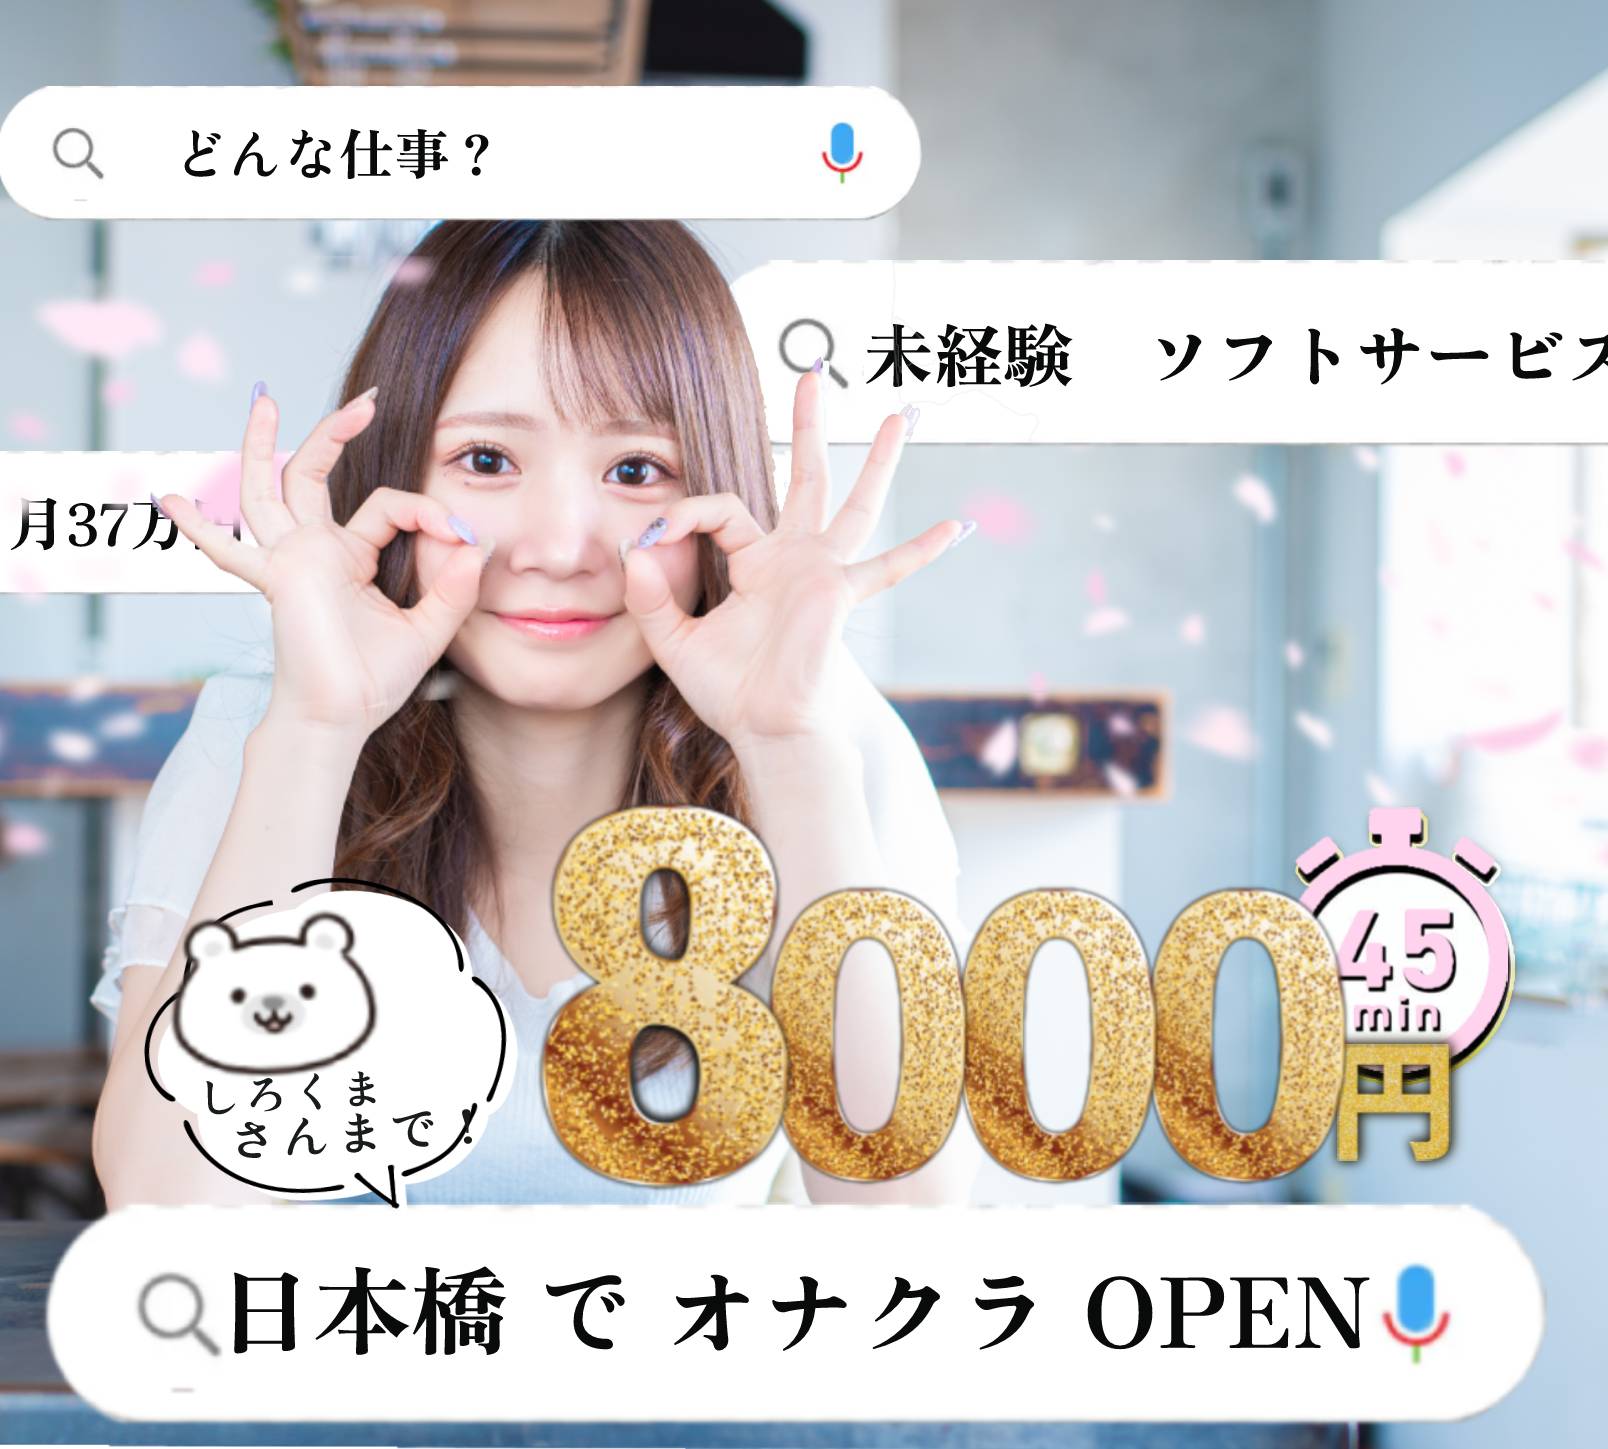 どんな仕事？
未経験　ソフトサービス
月37万円
8000円
45
min
しろくま
さんまで！
日本橋 で オナクラ OPEN